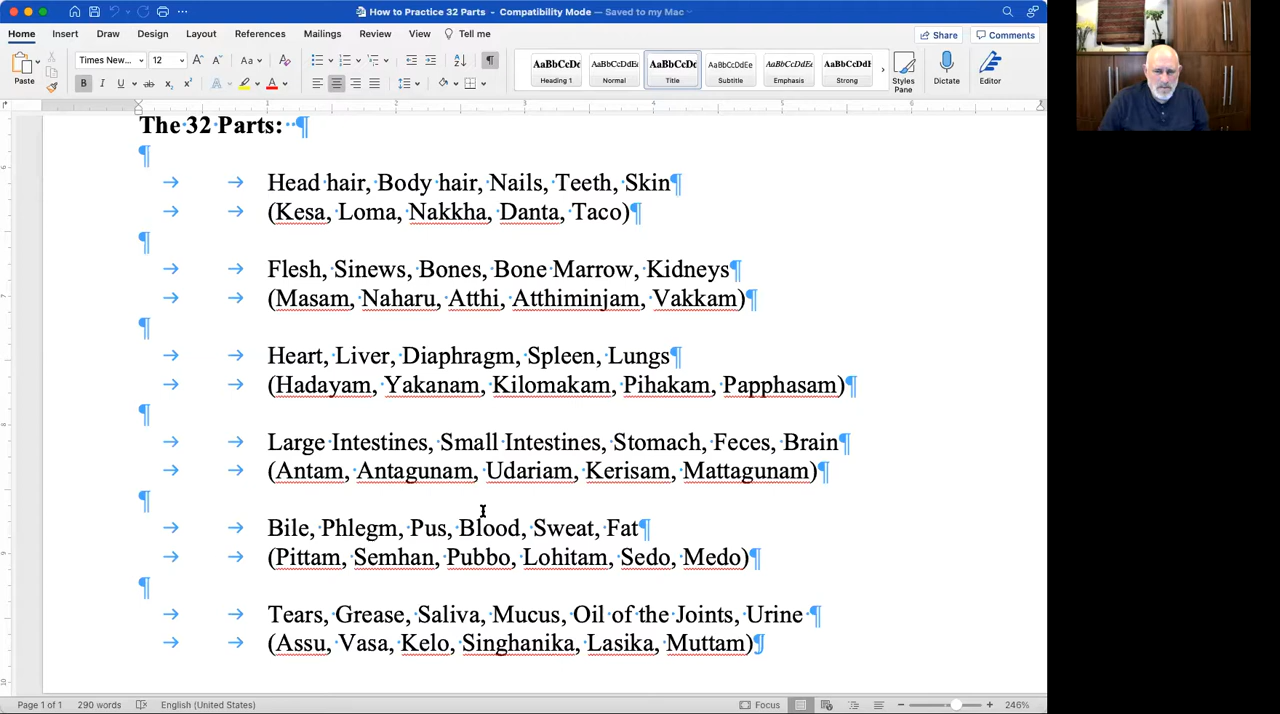 How to Practice 32 Parts - Compatibility Mode — Saved to my Mac
Home Insert Draw Design Layout References Mailings Review View Tell me
Share Comments
Paste
Times New... 12
AaBbCcDc AaBbCcDdEe AaBbCcDc AaBbCcDdEe AaBbCcDdEe AaBbCcDdE
Heading 1 Normal Title Subtitle Emphasis Strong
Styles Pane
Dictate
Editor
The 32 Parts:
Head hair, Body hair, Nails, Teeth, Skin
(Kesa, Loma, Nakkha, Danta, Taco)
Flesh, Sinews, Bones, Bone Marrow, Kidneys
(Masam, Naharu, Atthi, Atthiminjam, Vakkam)
Heart, Liver, Diaphragm, Spleen, Lungs
(Hadayam, Yakanam, Kilomakam, Pihakam, Papphasam)
Large Intestines, Small Intestines, Stomach, Feces, Brain
(Antam, Antagunam, Udariam, Kerisam, Mattagunam)
Bile, Phlegm, Pus, Blood, Sweat, Fat
(Pittam, Semhan, Pubbo, Lohitam, Sedo, Medo)
Tears, Grease, Saliva, Mucus, Oil of the Joints, Urine
(Assu, Vasa, Kelo, Singhanika, Lasika, Muttam)
Page 1 of 1 290 words English (United States) Focus 246%